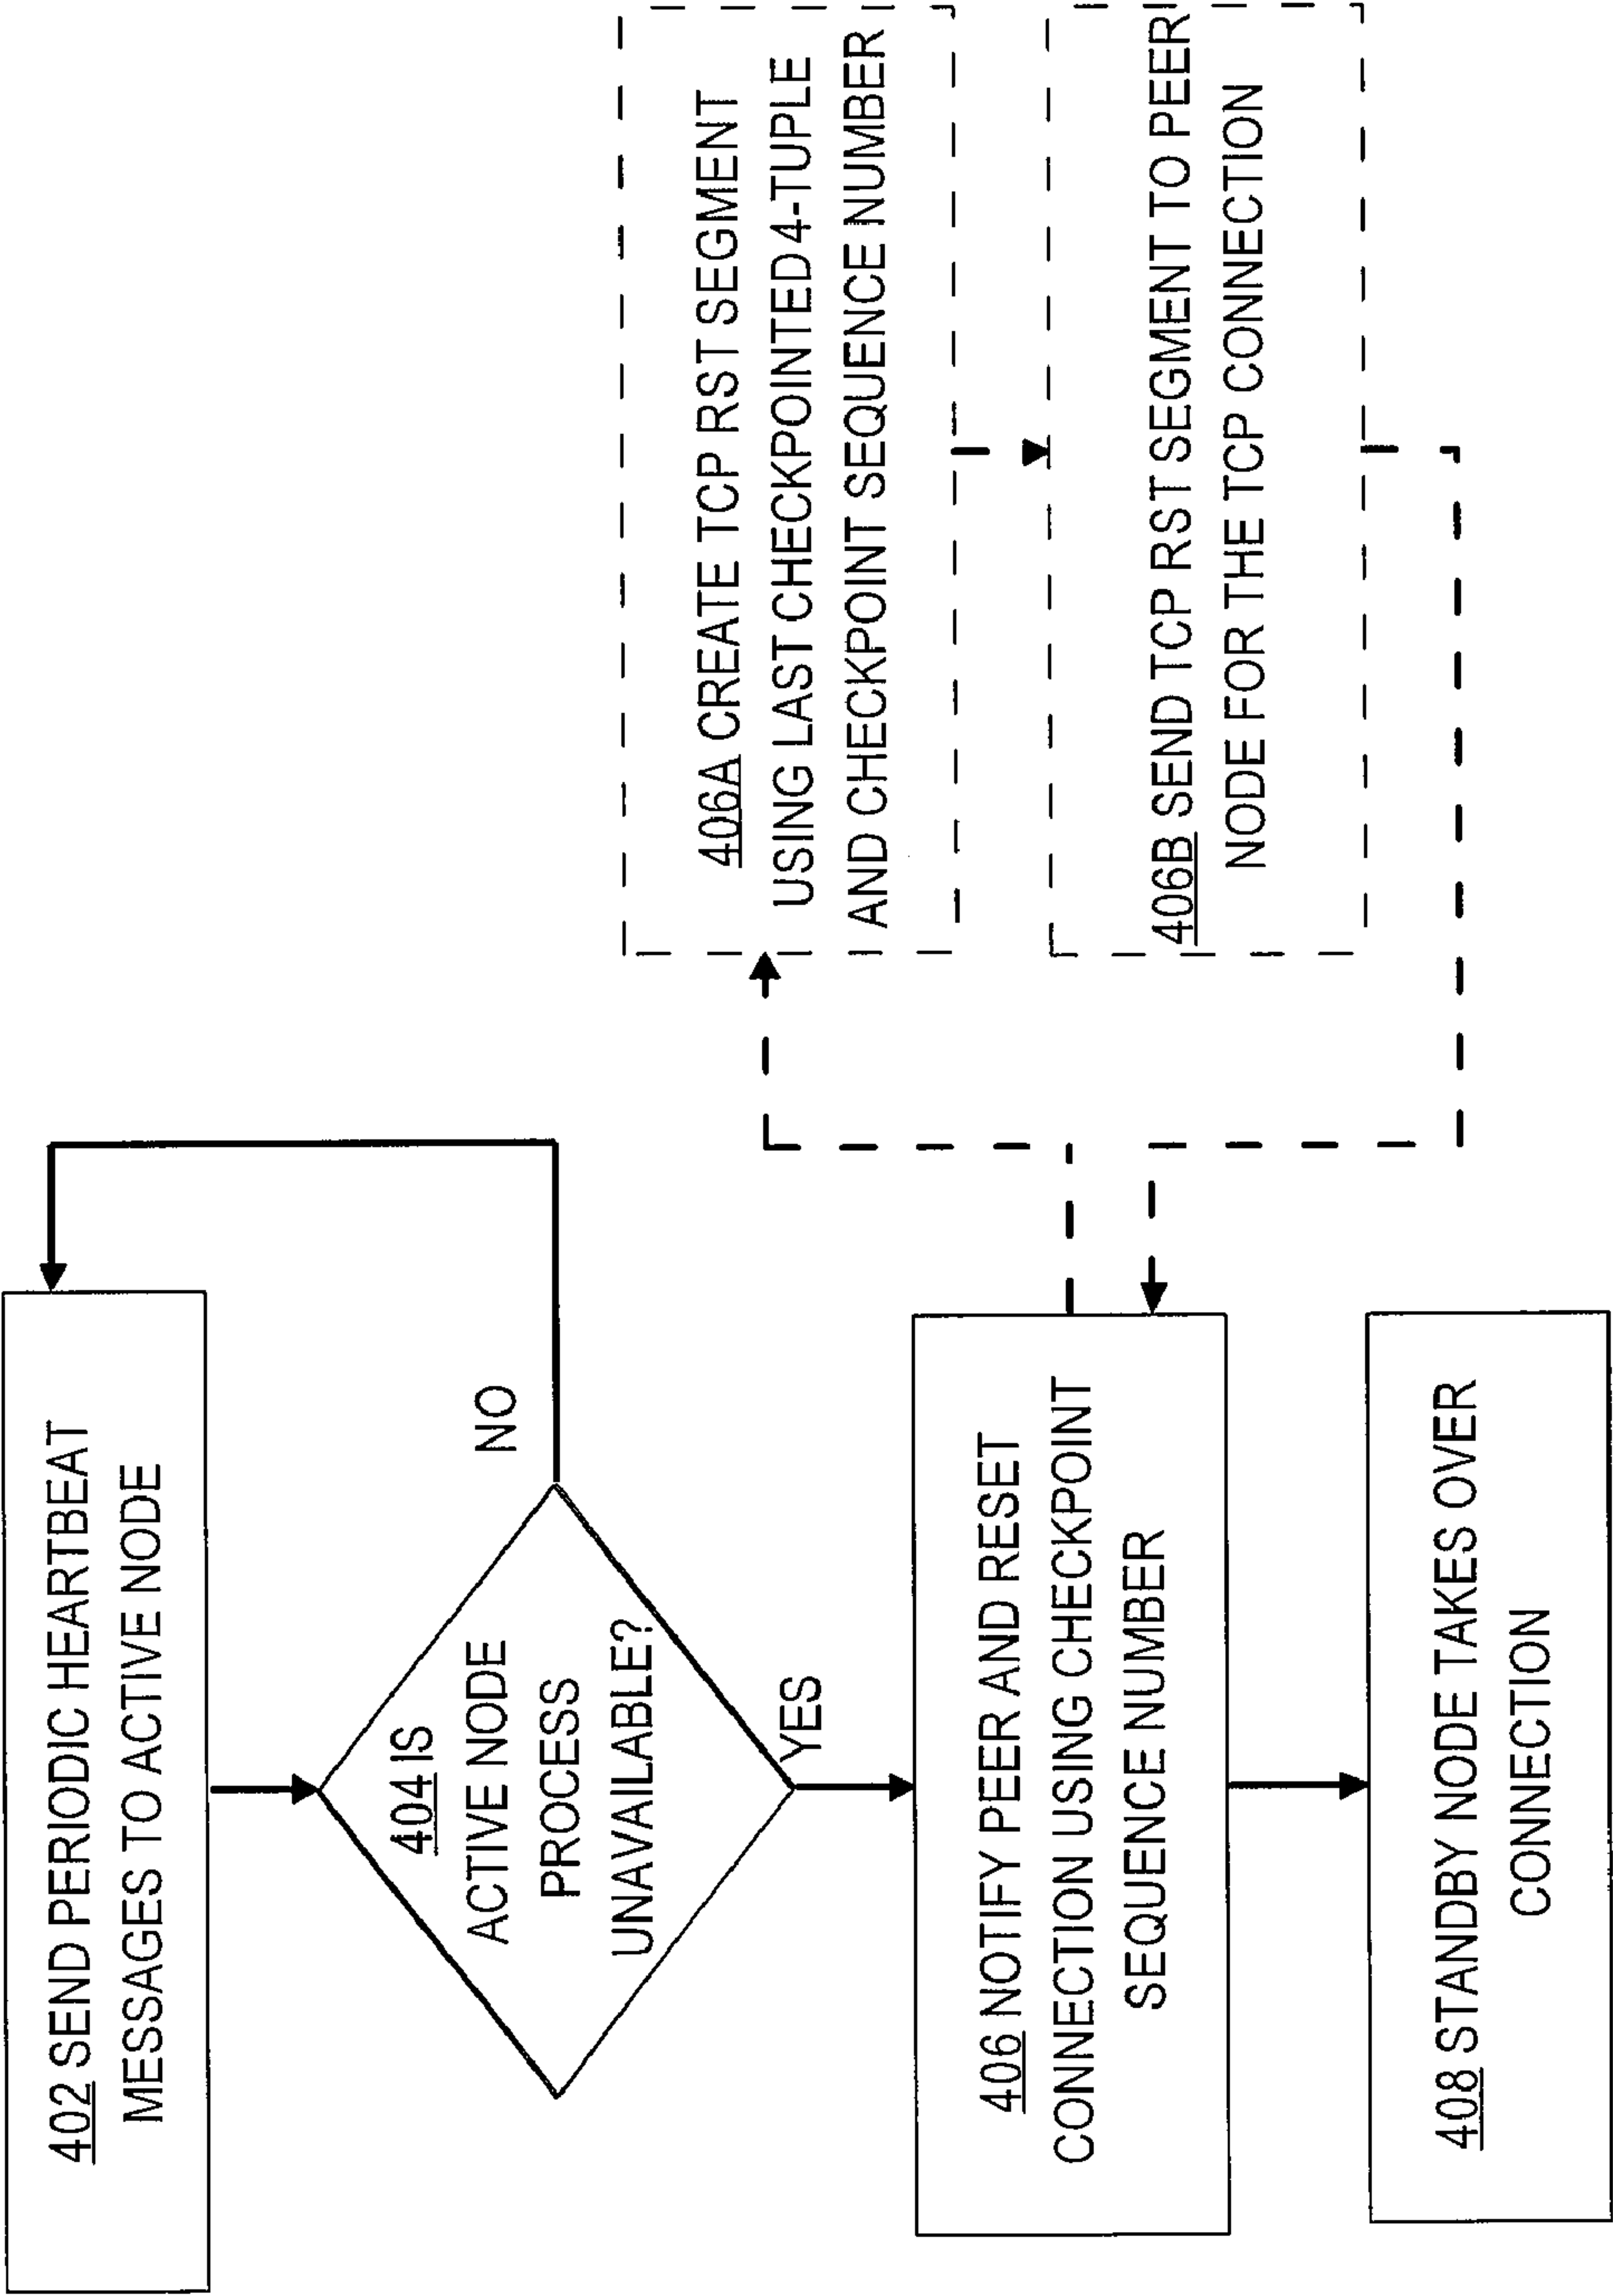 402 SEND PERIODIC HEARTBEAT
MESSAGES TO ACTIVE NODE
404 IS
ACTIVE NODE
PROCESS
UNAVAILABLE?
NO
YES
406 NOTIFY PEER AND RESET
CONNECTION USING CHECKPOINT
SEQUENCE NUMBER
406A CREATE TCP RST SEGMENT
USING LAST CHECKPOINTED 4-TUPLE
AND CHECKPOINT SEQUENCE NUMBER
406B SEND TCP RST SEGMENT TO PEER
NODE FOR THE TCP CONNECTION
408 STANDBY NODE TAKES OVER
CONNECTION